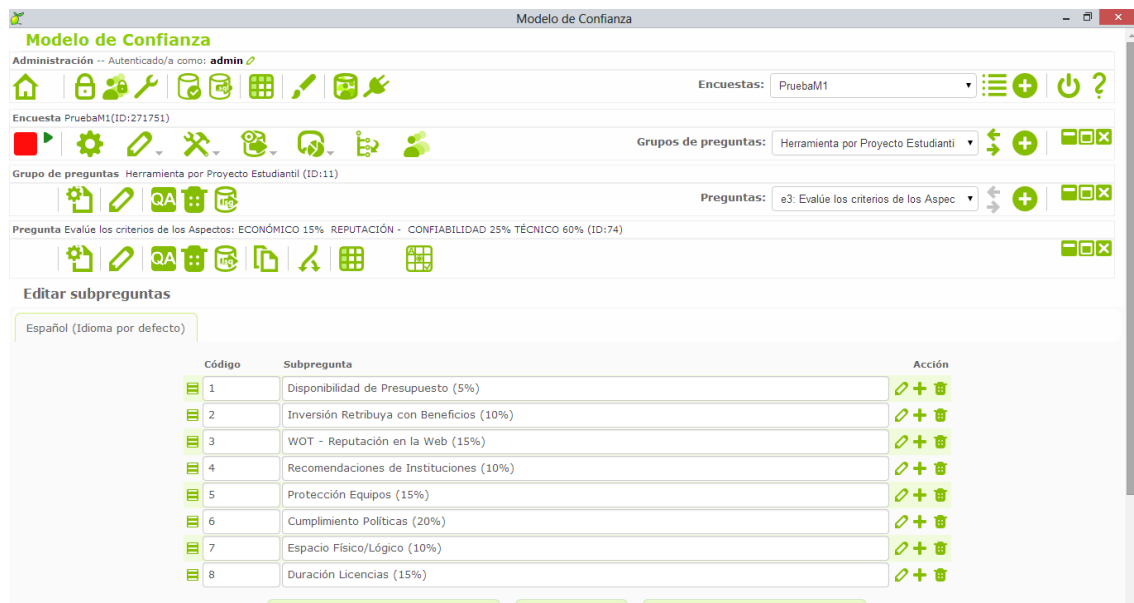 Modelo de Confianza
Modelo de Confianza
Administración -- Autenticado/a como: admin
Encuestas: PruebaM1
Encuesta PruebaM1(ID:271751)
Grupos de preguntas: Herramienta por Proyecto Estudianti
Grupo de preguntas Herramienta por Proyecto Estudiantil (ID:11)
QA
Preguntas: e3: Evalúe los criterios de los Aspec
Pregunta Evalúe los criterios de los Aspectos: ECONÓMICO 15% REPUTACIÓN - CONFIABILIDAD 25% TÉCNICO 60% (ID:74)
QA
Editar subpreguntas
Español (Idioma por defecto)
Código Subpregunta Acción
1 Disponibilidad de Presupuesto (5%)
2 Inversión Retribuya con Beneficios (10%)
3 WOT - Reputación en la Web (15%)
4 Recomendaciones de Instituciones (10%)
5 Protección Equipos (15%)
6 Cumplimiento Políticas (20%)
7 Espacio Físico/Lógico (10%)
8 Duración Licencias (15%)